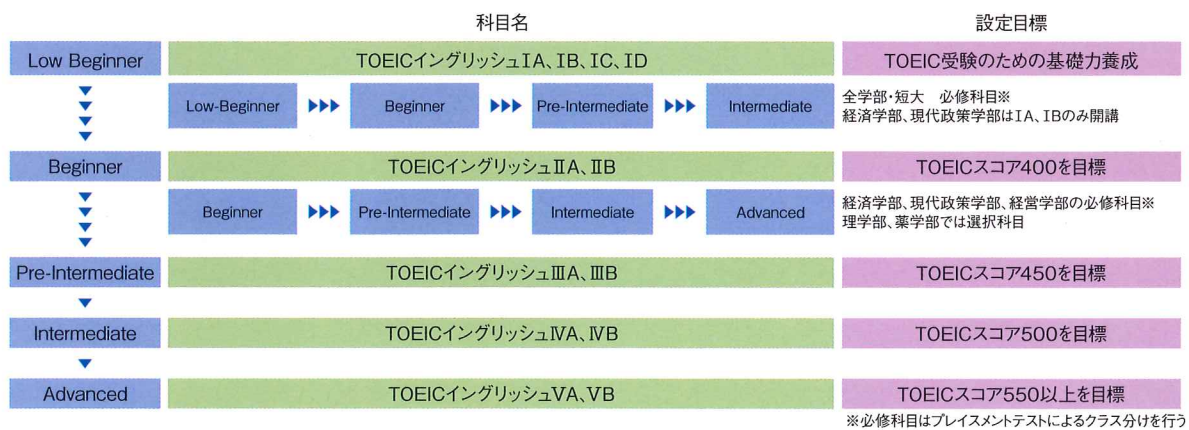 科目名
設定目標
Low Beginner
TOEICイングリッシュⅠA、ⅠB、ⅠC、ⅠD
TOEIC受験のための基礎力養成
Low-Beginner
Beginner
Pre-Intermediate
Intermediate
全学部・短大 必修科目※
経済学部、現代政策学部はⅠA、ⅠBのみ開講
Beginner
TOEICイングリッシュⅡA、ⅡB
TOEICスコア400を目標
Beginner
Pre-Intermediate
Intermediate
Advanced
経済学部、現代政策学部、経営学部の必修科目※
理学部、薬学部では選択科目
Pre-Intermediate
TOEICイングリッシュⅢA、ⅢB
TOEICスコア450を目標
Intermediate
TOEICイングリッシュⅣA、ⅣB
TOEICスコア500を目標
Advanced
TOEICイングリッシュⅤA、ⅤB
TOEICスコア550以上を目標
※必修科目はプレイスメントテストによるクラス分けを行う